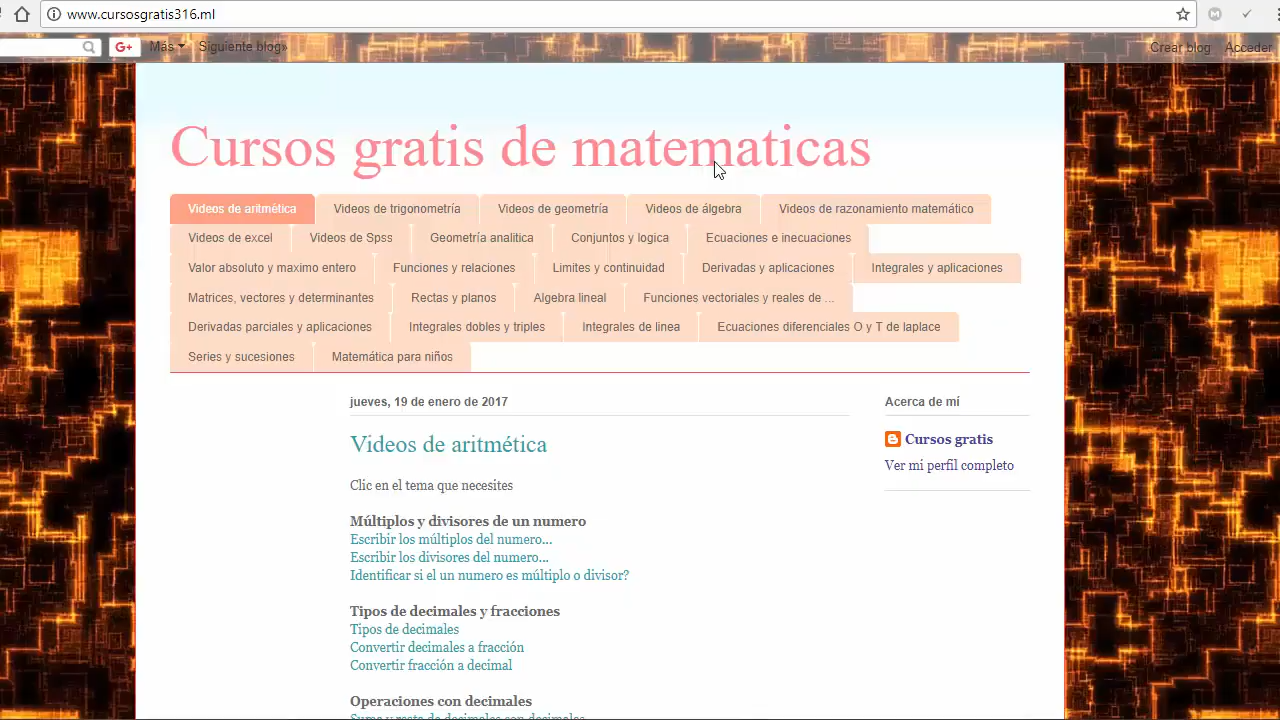 www.cursosgratis316.ml
G+ Más Siguiente blog» Crear blog Acceder
Cursos gratis de matematicas
Videos de aritmética Videos de trigonometría Videos de geometría Videos de álgebra Videos de razonamiento matemático
Videos de excel Videos de Spss Geometría analitica Conjuntos y logica Ecuaciones e inecuaciones
Valor absoluto y maximo entero Funciones y relaciones Limites y continuidad Derivadas y aplicaciones Integrales y aplicaciones
Matrices, vectores y determinantes Rectas y planos Algebra lineal Funciones vectoriales y reales de ...
Derivadas parciales y aplicaciones Integrales dobles y triples Integrales de linea Ecuaciones diferenciales O y T de laplace
Series y sucesiones Matemática para niños
jueves, 19 de enero de 2017
Videos de aritmética
Clic en el tema que necesites
Múltiplos y divisores de un numero
Escribir los múltiplos del numero...
Escribir los divisores del numero...
Identificar si el un numero es múltiplo o divisor?
Tipos de decimales y fracciones
Tipos de decimales
Convertir decimales a fracción
Convertir fracción a decimal
Operaciones con decimales
Suma y resta de decimales con decimales
Acerca de mí
Cursos gratis
Ver mi perfil completo